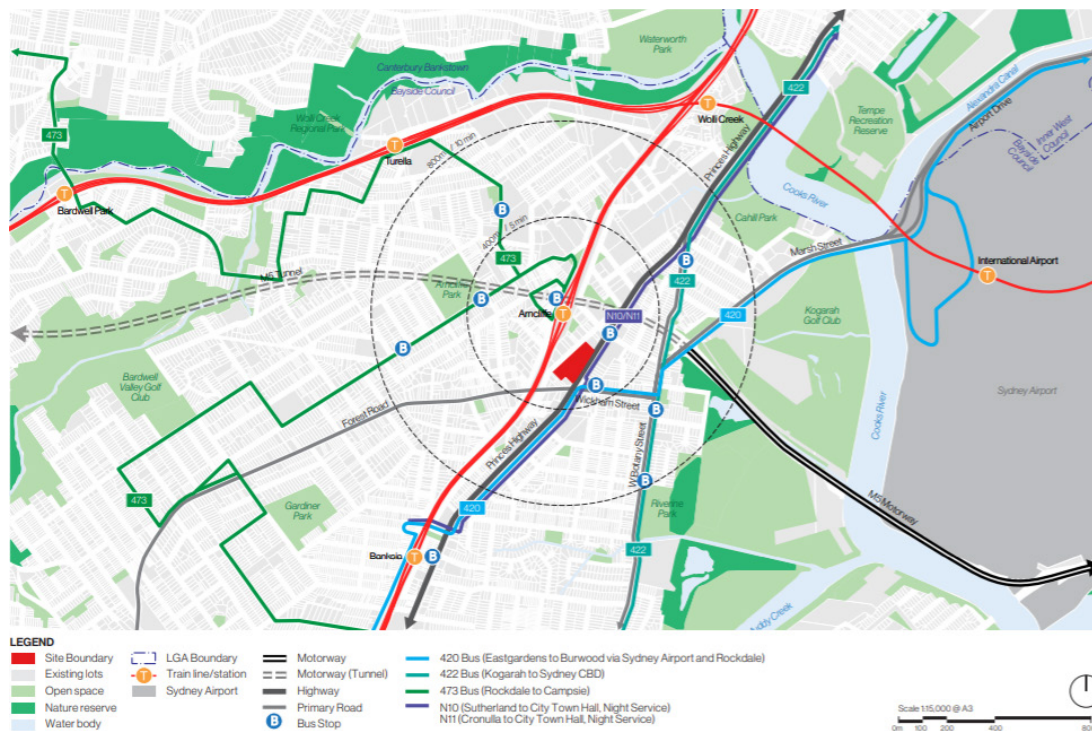 Waterworth
Park
Canterbury Bankstown
Bayside Council
Wolli Creek
Regional Park
473
T
Turella
800m / 10 min
T
Wolli Creek
422
Princes Highway
Tempe
Recreation
Reserve
Alexandra Canal
Airport Drive
Inner West
Council
Bayside
Council
T
Bardwell Park
B
Cooks River
Cahill Park
400m / 5 min
473
M5 Tunnel
Arncliffe
Park
B
B
T
Arncliffe
N10/N11
B
B
422
Marsh Street
420
T
International Airport
Kogarah
Golf Club
B
Bardwell
Valley Golf
Club
Forest Road
B
Wickham Street
B
Sydney Airport
Cooks River
Princes Highway
W Botany Street
B
473
Gardiner
Park
420
Riverine
Park
M5 Motorway
Banksia
T
B
422
Muddy Creek
LEGEND
Site Boundary
Existing lots
Open space
Nature reserve
Water body
LGA Boundary
T
Train line/station
Sydney Airport
Motorway
Motorway (Tunnel)
Highway
Primary Road
B
Bus Stop
420 Bus (Eastgardens to Burwood via Sydney Airport and Rockdale)
422 Bus (Kogarah to Sydney CBD)
473 Bus (Rockdale to Campsie)
N10 (Sutherland to City Town Hall, Night Service)
N11 (Cronulla to City Town Hall, Night Service)
Scale 1:15,000 @ A3
0m 100 200 400